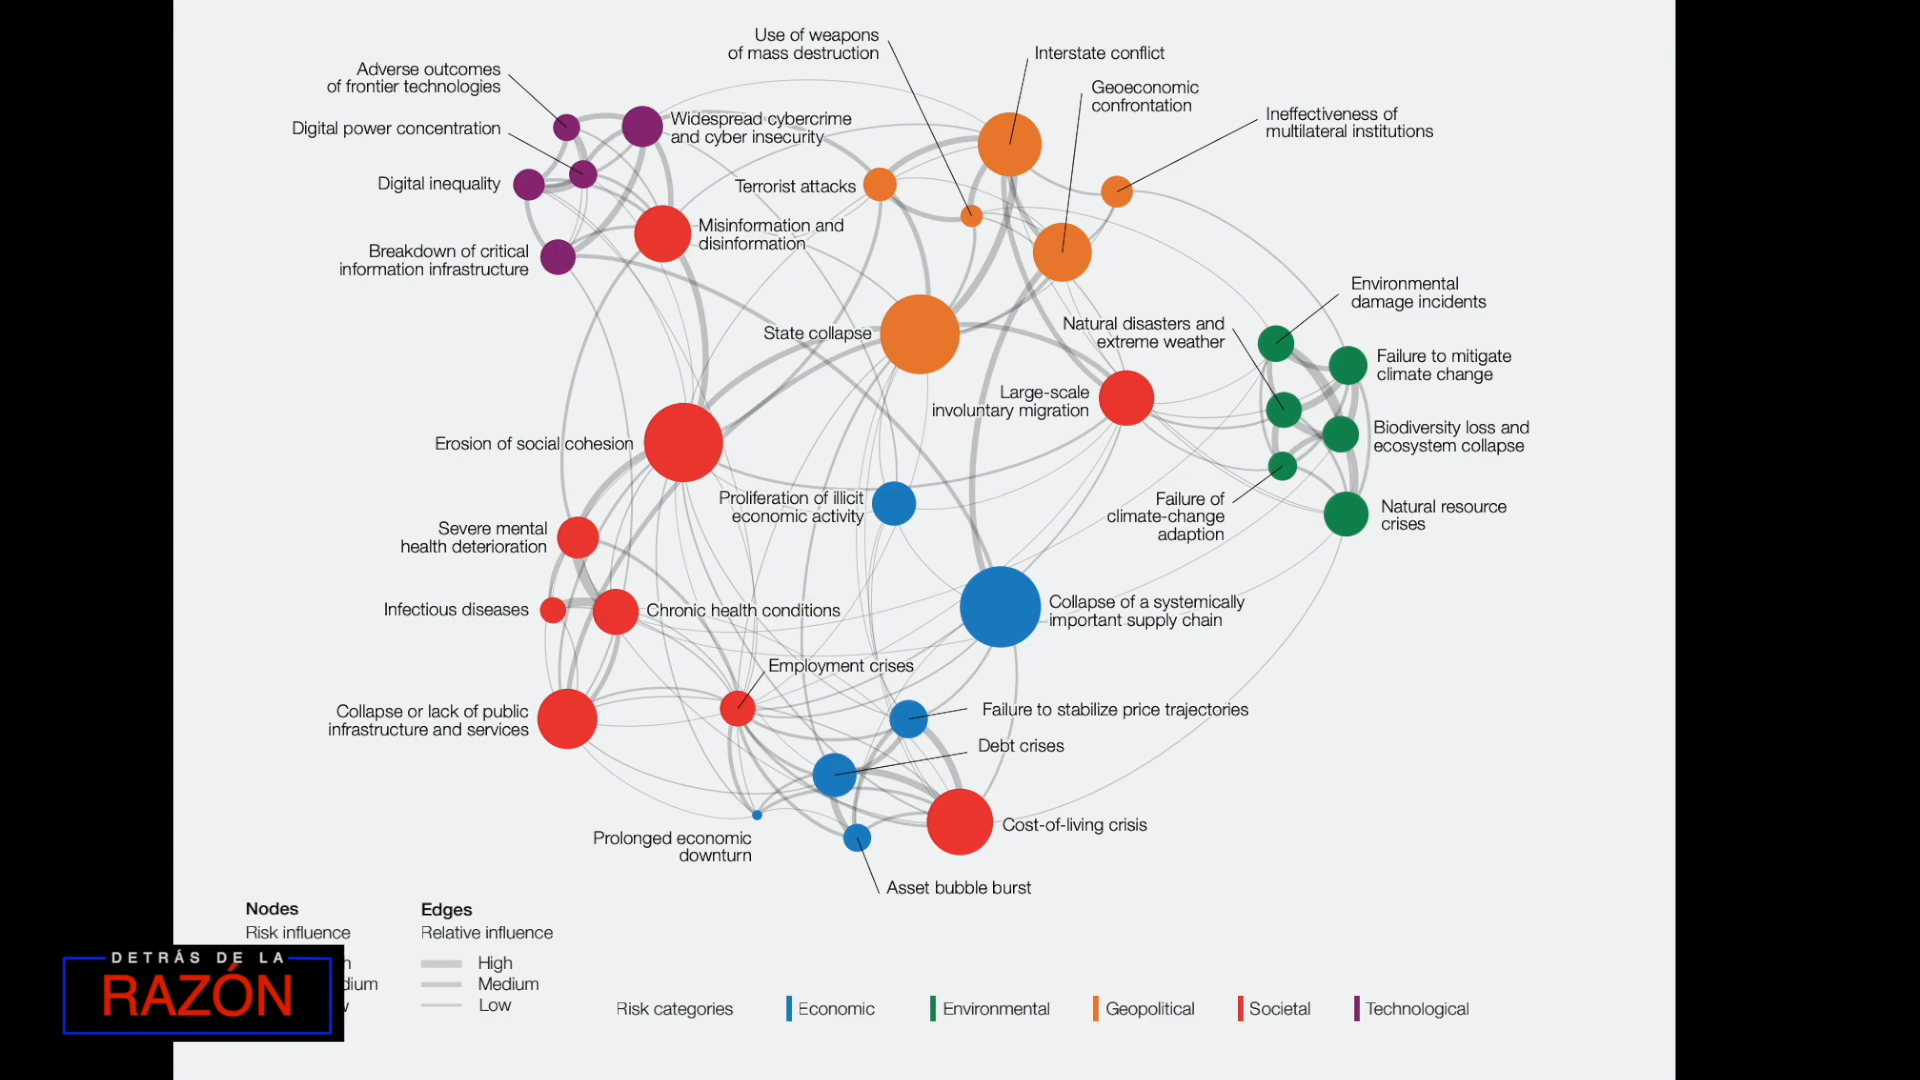 Use of weapons
of mass destruction
Interstate conflict
Adverse outcomes
of frontier technologies
Geoeconomic
confrontation
Ineffectiveness of
multilateral institutions
Digital power concentration
Widespread cybercrime
and cyber insecurity
Digital inequality
Terrorist attacks
Misinformation and
disinformation
Breakdown of critical
information infrastructure
Environmental
damage incidents
State collapse
Natural disasters and
extreme weather
Failure to mitigate
climate change
Large-scale
involuntary migration
Erosion of social cohesion
Biodiversity loss and
ecosystem collapse
Proliferation of illicit
economic activity
Failure of
climate-change
adaption
Natural resource
crises
Severe mental
health deterioration
Infectious diseases
Chronic health conditions
Collapse of a systemically
important supply chain
Employment crises
Collapse or lack of public
infrastructure and services
Failure to stabilize price trajectories
Debt crises
Prolonged economic
downturn
Cost-of-living crisis
Asset bubble burst
Nodes
Risk influence
Edges
Relative influence
High
Medium
Low
DETRÁS DE LA
RAZÓN
Risk categories
Economic
Environmental
Geopolitical
Societal
Technological